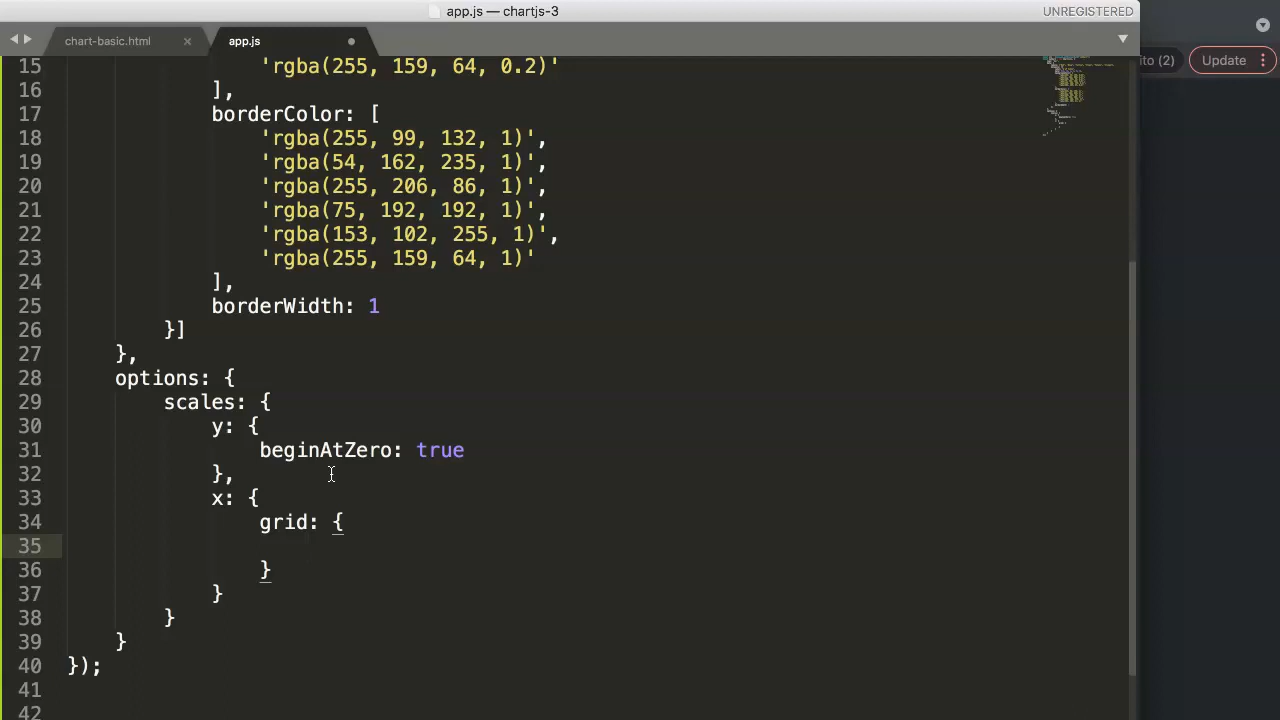 app.js — chartjs-3
UNREGISTERED
chart-basic.html
app.js
ito (2)
Update
15 'rgba(255, 159, 64, 0.2)'
16 ],
17 borderColor: [
18 'rgba(255, 99, 132, 1)',
19 'rgba(54, 162, 235, 1)',
20 'rgba(255, 206, 86, 1)',
21 'rgba(75, 192, 192, 1)',
22 'rgba(153, 102, 255, 1)',
23 'rgba(255, 159, 64, 1)'
24 ],
25 borderWidth: 1
26 }]
27 },
28 options: {
29 scales: {
30 y: {
31 beginAtZero: true
32 },
33 x: {
34 grid: {
35
36 }
37 }
38 }
39 }
40 });
41
42